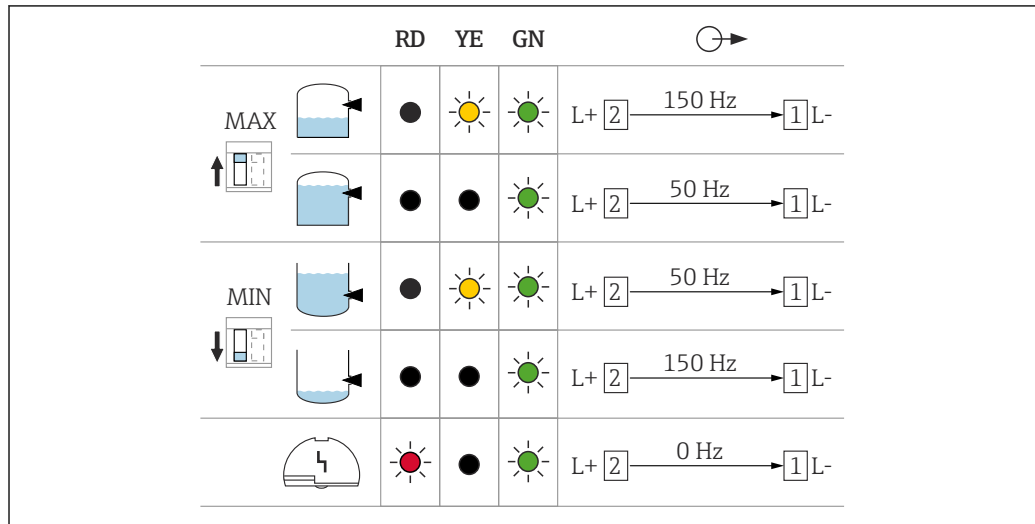 RD YE GN
MAX
L+ 2 150 Hz 1 L-
L+ 2 50 Hz 1 L-
MIN
L+ 2 50 Hz 1 L-
L+ 2 150 Hz 1 L-
L+ 2 0 Hz 1 L-